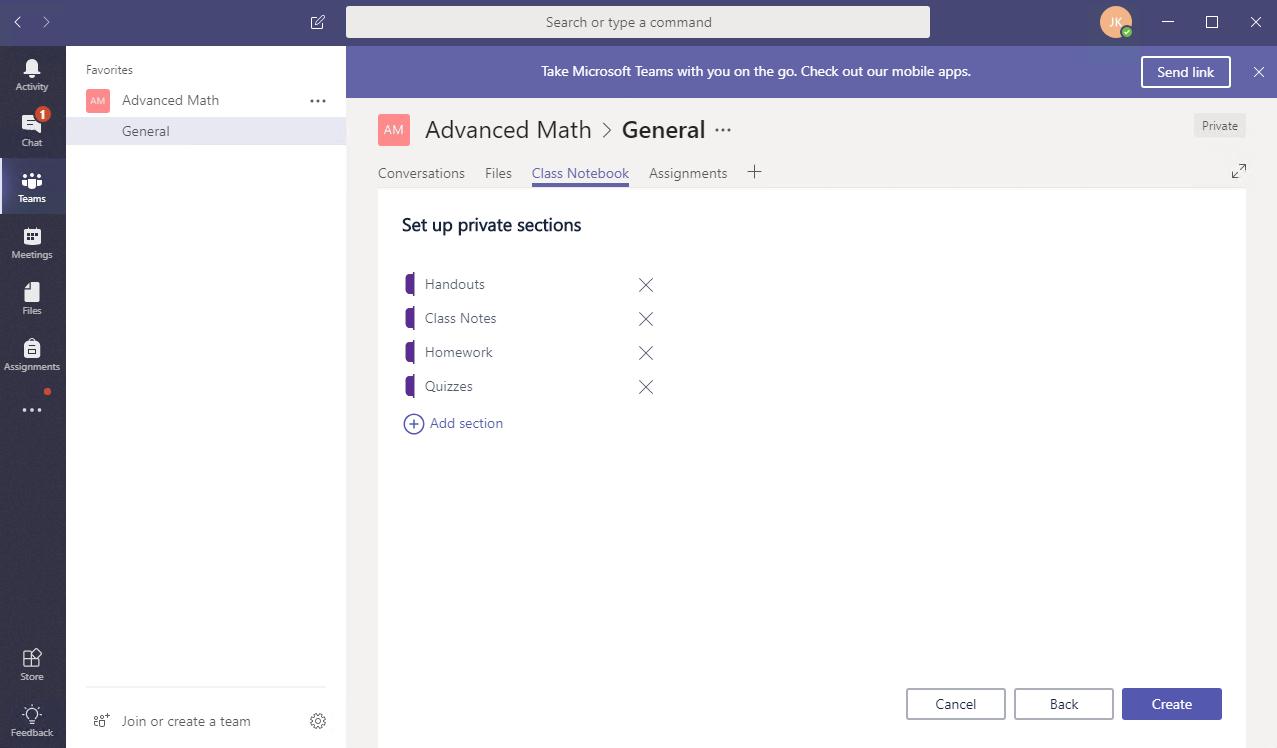 Search or type a command
JK
Activity
1
Chat
Teams
Meetings
Files
Assignments
Store
Feedback
Favorites
AM Advanced Math
General
Join or create a team
Take Microsoft Teams with you on the go. Check out our mobile apps.
Send link
AM Advanced Math > General
Private
Conversations Files Class Notebook Assignments
Set up private sections
Handouts
Class Notes
Homework
Quizzes
Add section
Cancel Back Create